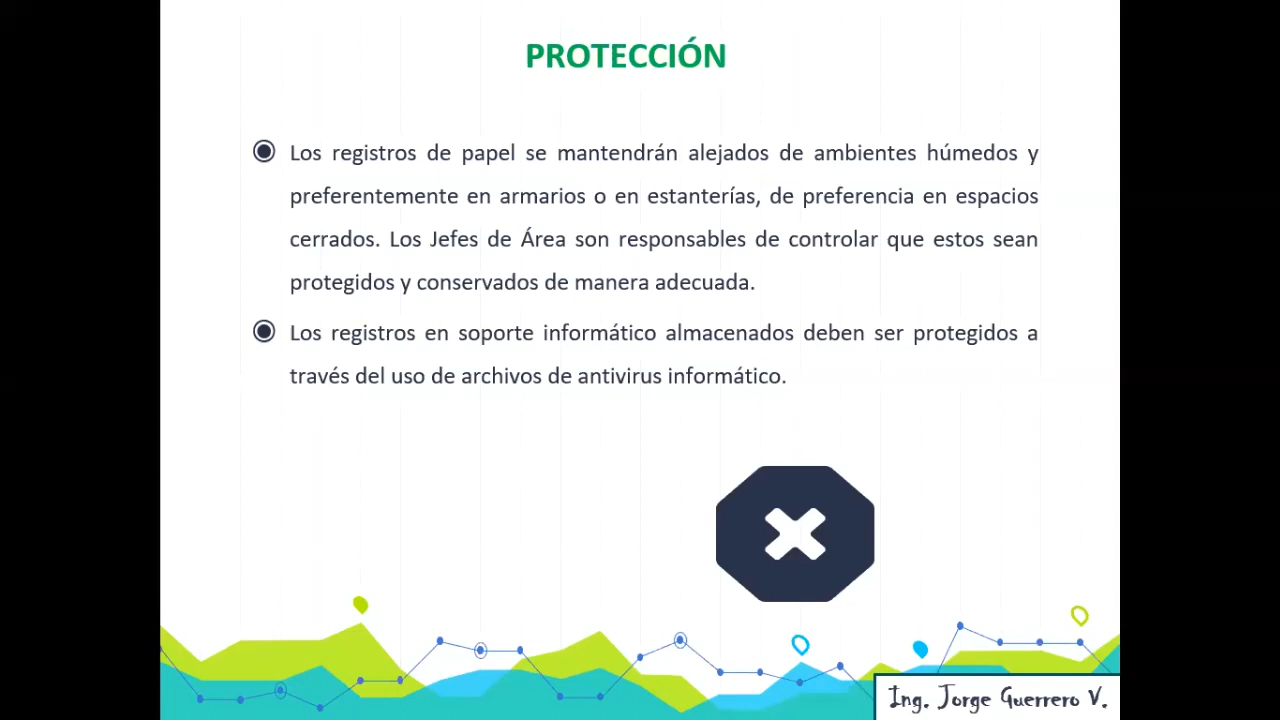 PROTECCIÓN
Los registros de papel se mantendrán alejados de ambientes húmedos y
preferentemente en armarios o en estanterías, de preferencia en espacios
cerrados. Los Jefes de Área son responsables de controlar que estos sean
protegidos y conservados de manera adecuada.
Los registros en soporte informático almacenados deben ser protegidos a
través del uso de archivos de antivirus informático.
Ing. Jorge Guerrero V.